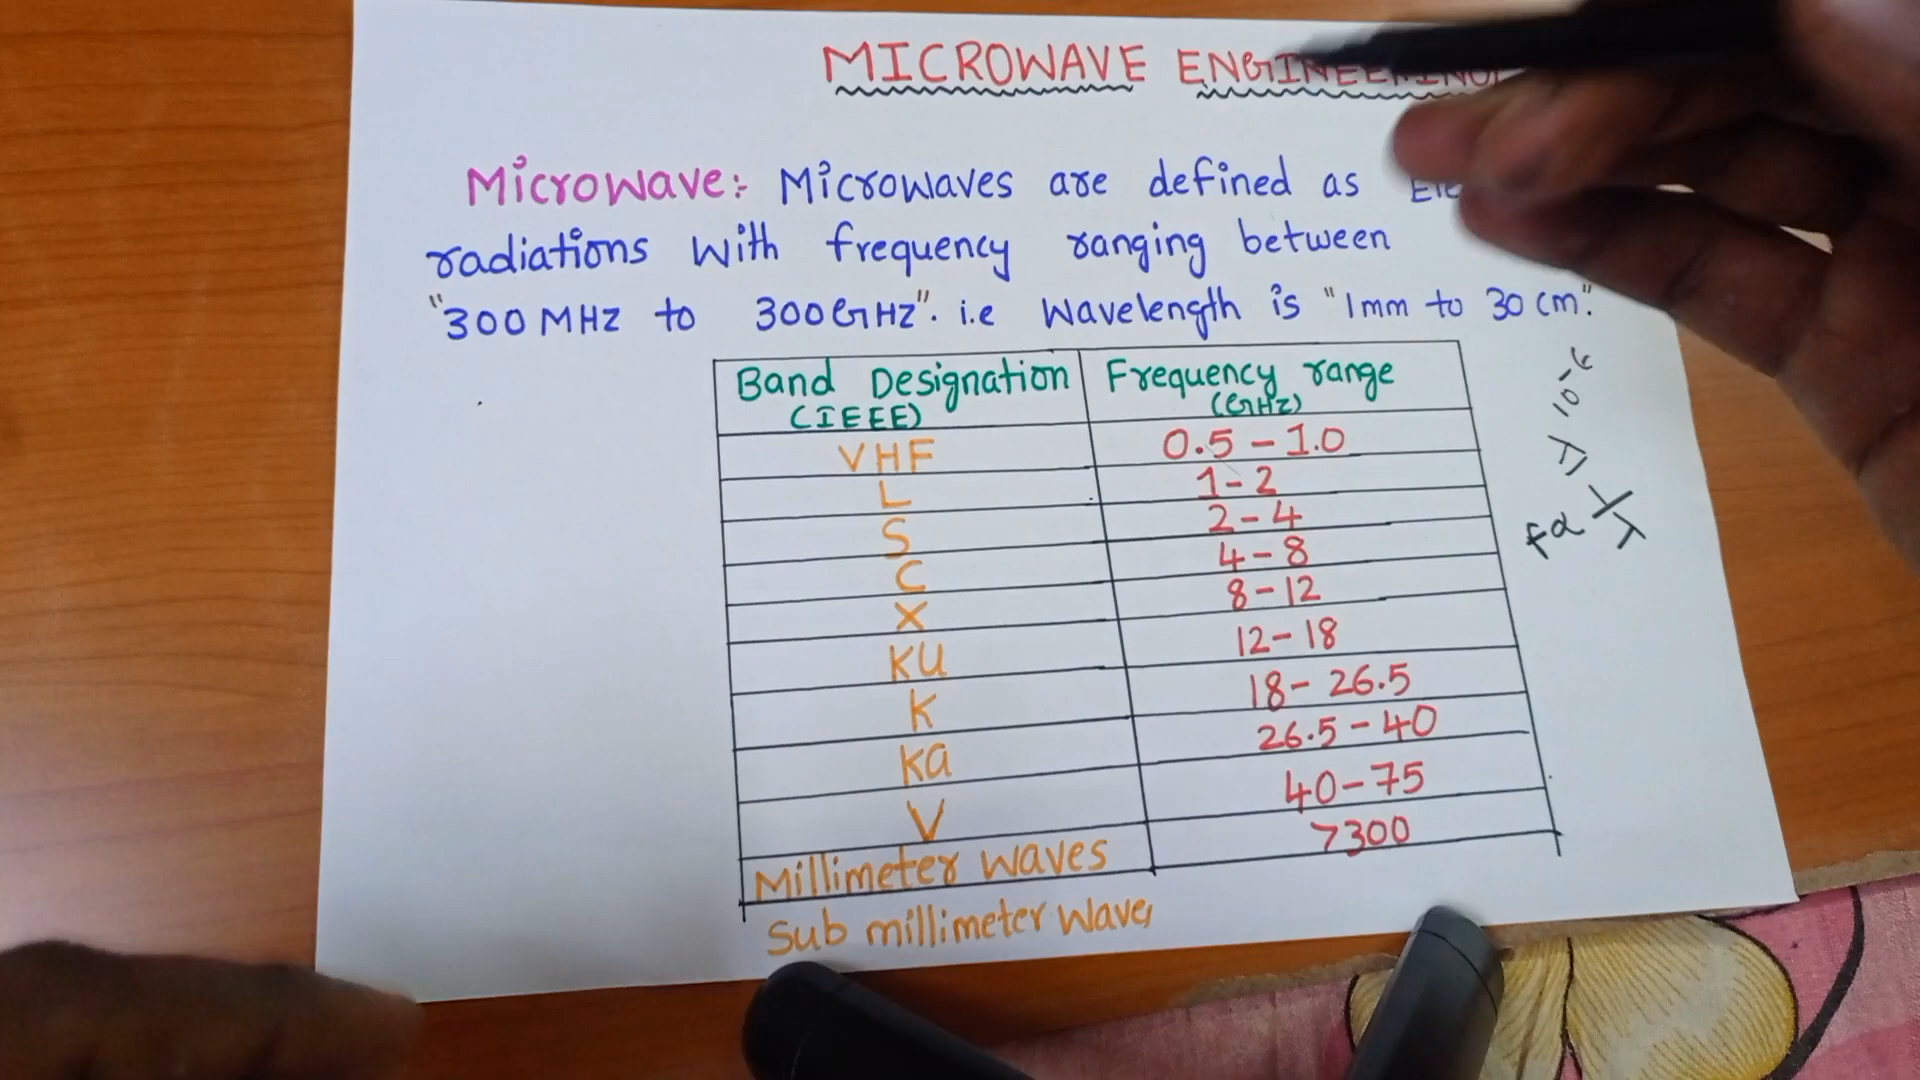 MICROWAVE ENGINEERING
Microwave:- Microwaves are defined as
radiations with frequency ranging between
"300 MHz to 300 GHz". i.e Wavelength is "1mm to 30 cm".
Band Designation (IEEE) Frequency range (GHz)
VHF 0.5 - 1.0
L 1 - 2
S 2 - 4
C 4 - 8
X 8 - 12
KU 12 - 18
K 18 - 26.5
Ka 26.5 - 40
V 40 - 75
Millimeter waves >300
Sub millimeter waves
f α 1/λ